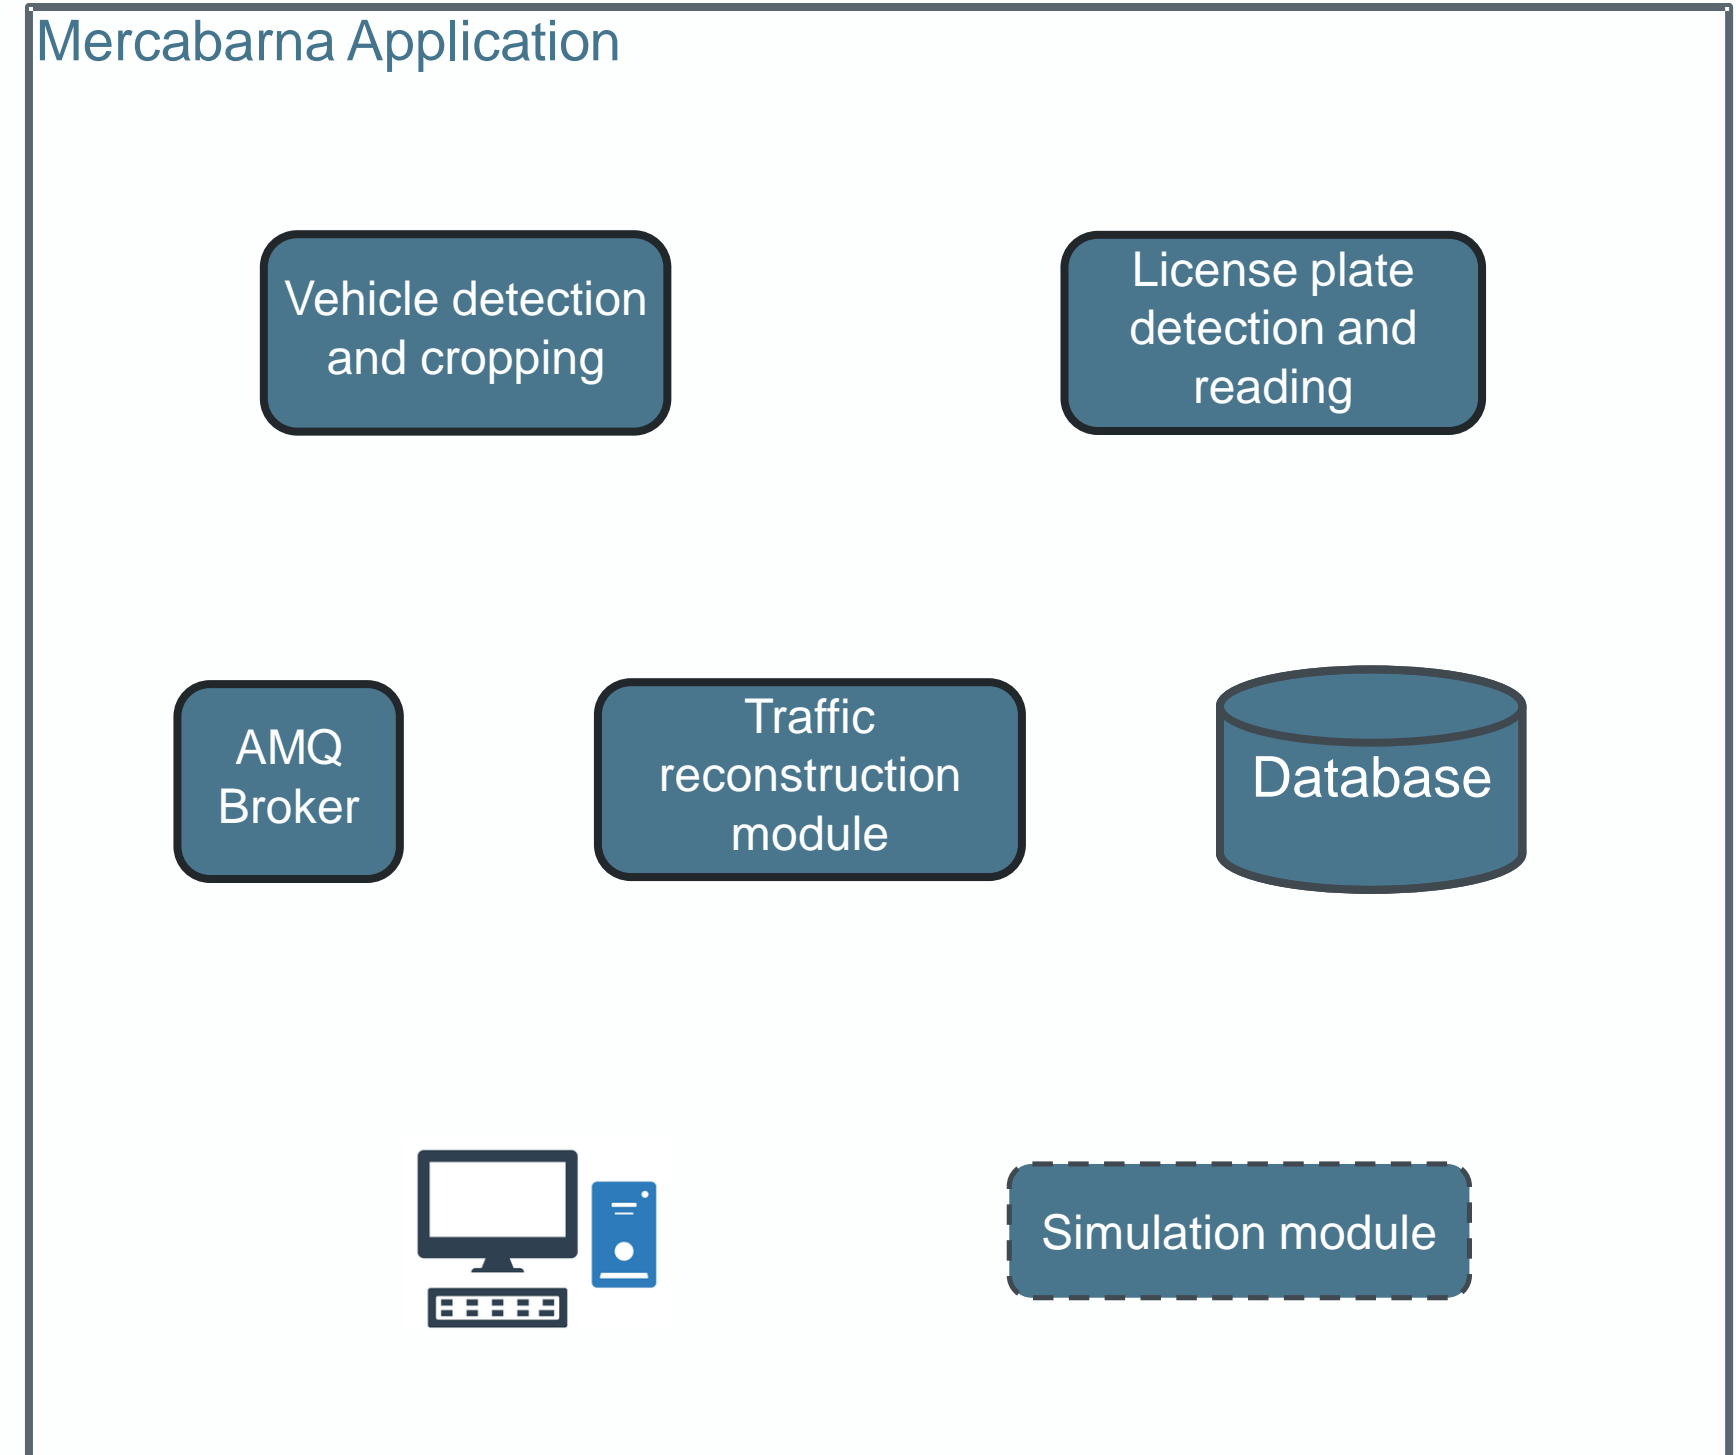 Mercabarna Application
Vehicle detection
and cropping
License plate
detection and
reading
AMQ
Broker
Traffic
reconstruction
module
Database
Simulation module